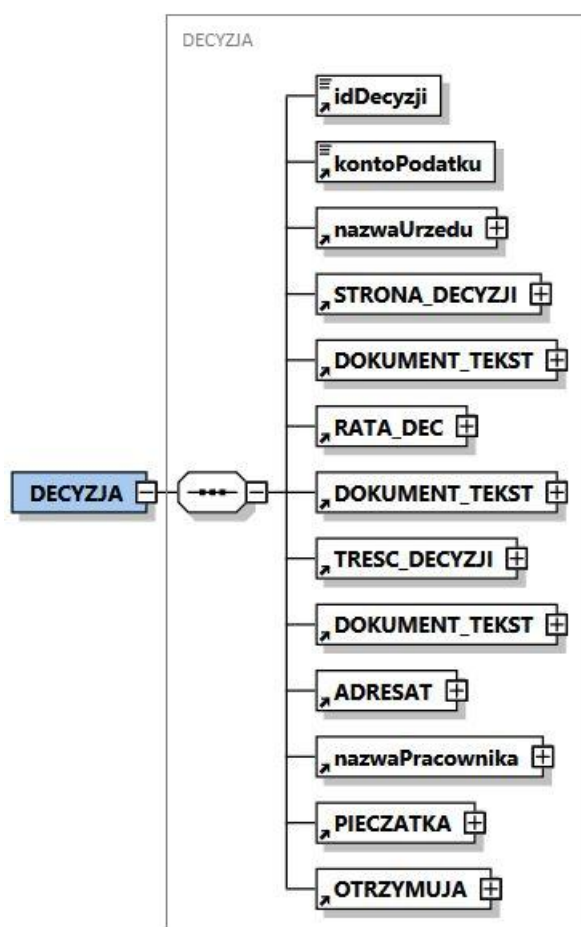 DECYZJA
idDecyzji
kontoPodatku
nazwaUrzedu
STRONA_DECYZJI
DOKUMENT_TEKST
RATA_DEC
DECYZJA
DOKUMENT_TEKST
TRESC_DECYZJI
DOKUMENT_TEKST
ADRESAT
nazwaPracownika
PIECZATKA
OTRZYMUJA